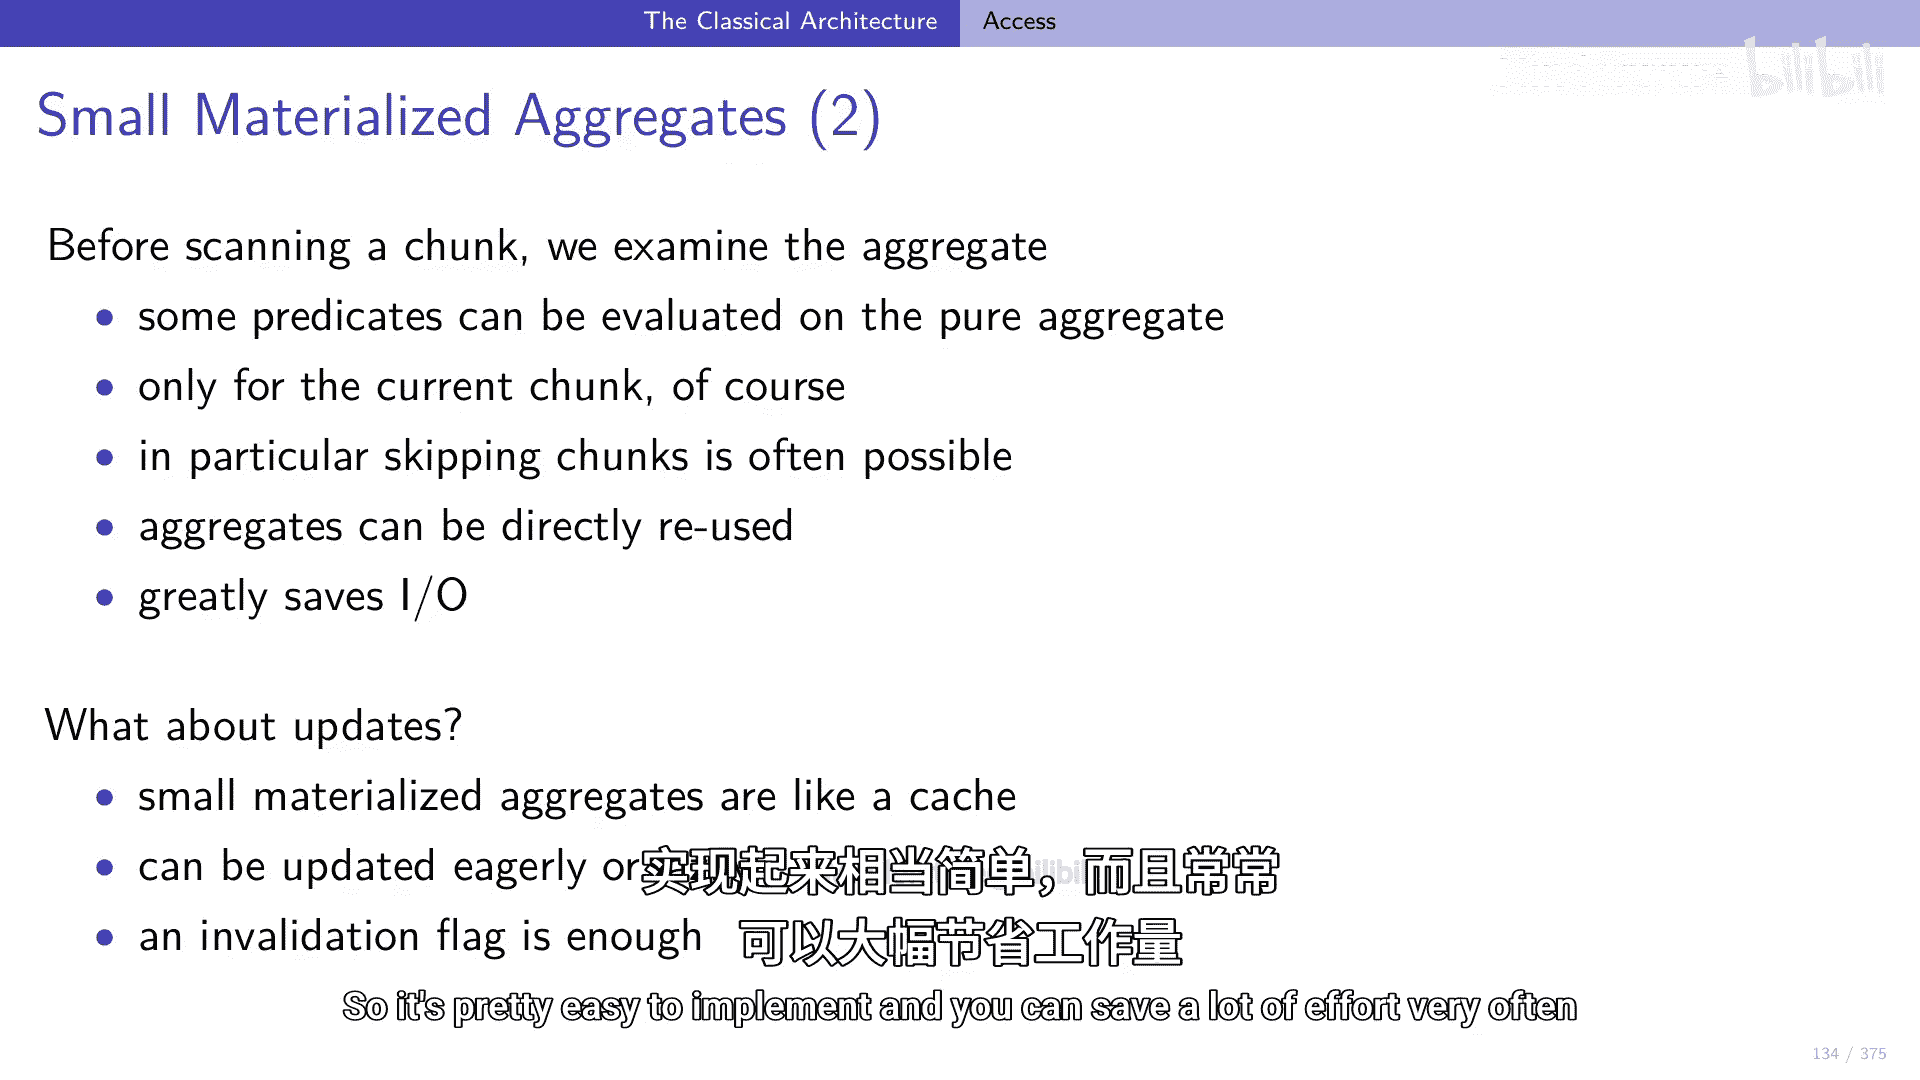 The Classical Architecture Access
bilibili
Small Materialized Aggregates (2)
Before scanning a chunk, we examine the aggregate
• some predicates can be evaluated on the pure aggregate
• only for the current chunk, of course
• in particular skipping chunks is often possible
• aggregates can be directly re-used
• greatly saves I/O
What about updates?
• small materialized aggregates are like a cache
• can be updated eagerly or
实现起来相当简单，而且常常
• an invalidation flag is enough
可以大幅节省工作量
So it's pretty easy to implement and you can save a lot of effort very often
134 / 375